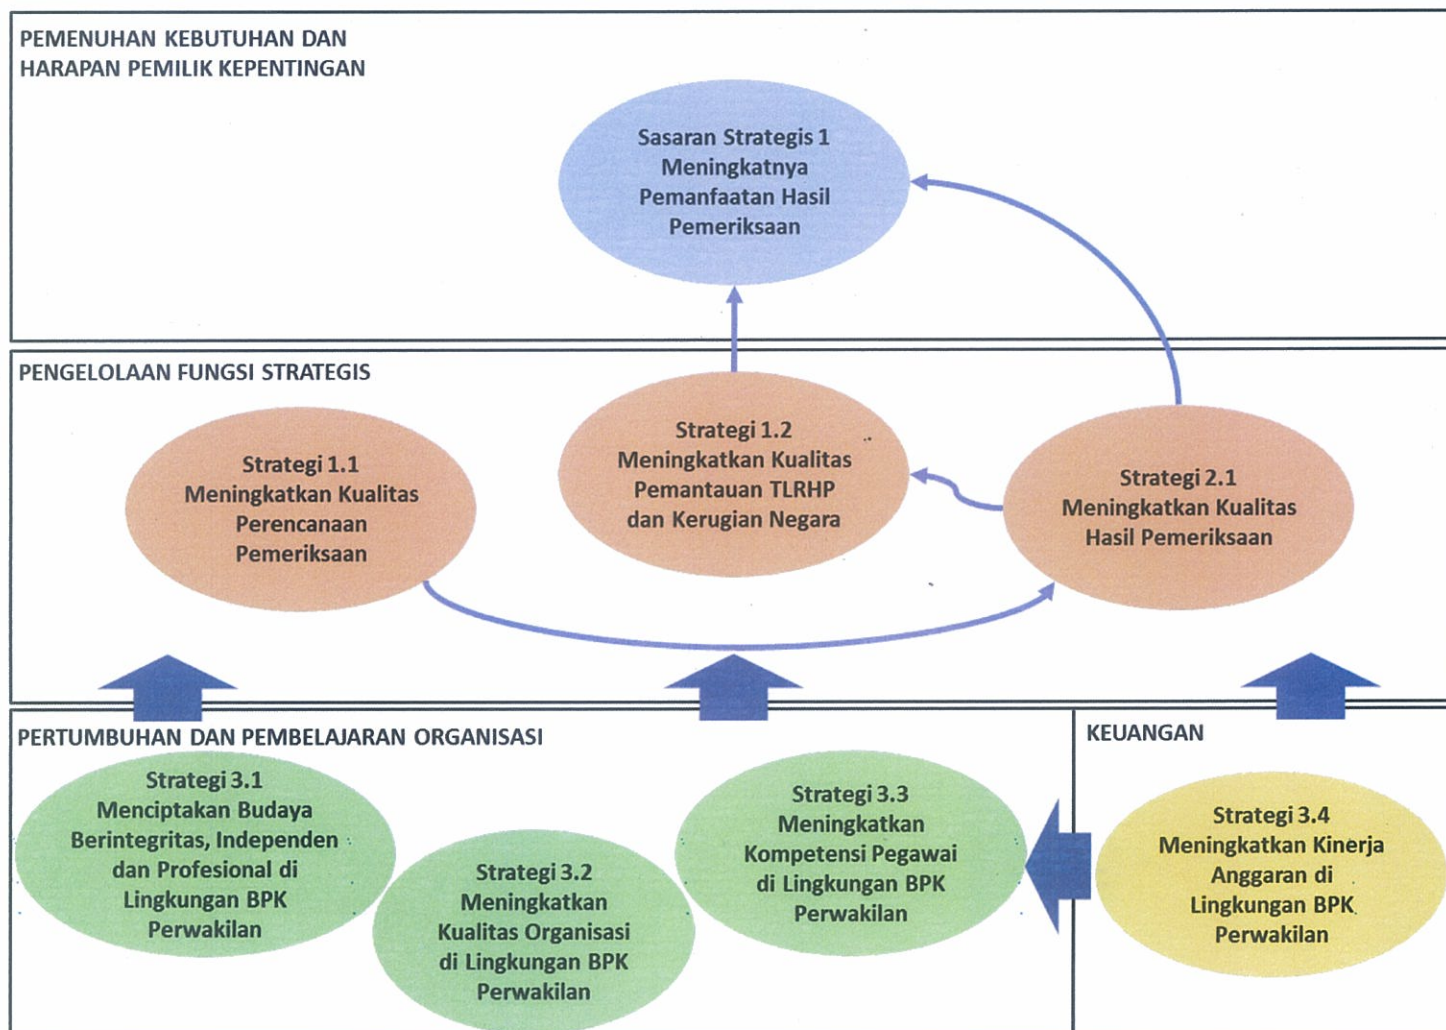 PEMENUHAN KEBUTUHAN DAN
HARAPAN PEMILIK KEPENTINGAN
Sasaran Strategis 1
Meningkatnya
Pemanfaatan Hasil
Pemeriksaan
PENGELOLAAN FUNGSI STRATEGIS
Strategi 1.1
Meningkatkan Kualitas
Perencanaan
Pemeriksaan
Strategi 1.2
Meningkatkan Kualitas
Pemantauan TLRHP
dan Kerugian Negara
Strategi 2.1
Meningkatkan Kualitas
Hasil Pemeriksaan
PERTUMBUHAN DAN PEMBELAJARAN ORGANISASI
Strategi 3.1
Menciptakan Budaya
Berintegritas, Independen
dan Profesional di
Lingkungan BPK
Perwakilan
Strategi 3.2
Meningkatkan
Kualitas Organisasi
di Lingkungan BPK
Perwakilan
Strategi 3.3
Meningkatkan
Kompetensi Pegawai
di Lingkungan BPK
Perwakilan
KEUANGAN
Strategi 3.4
Meningkatkan Kinerja
Anggaran di
Lingkungan BPK
Perwakilan